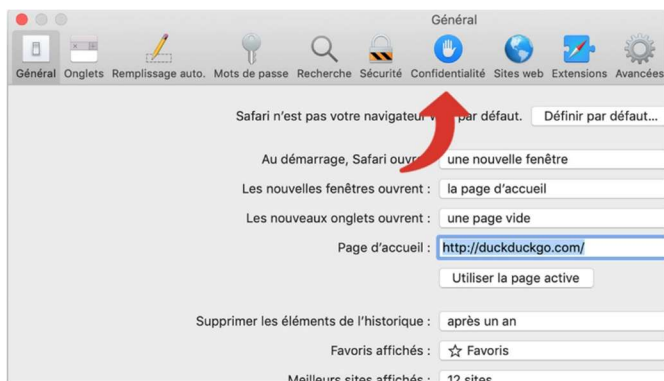 Général
Général Onglets Remplissage auto. Mots de passe Recherche Sécurité Confidentialité Sites web Extensions Avancées
Safari n'est pas votre navigateur par défaut. Définir par défaut...
Au démarrage, Safari une nouvelle fenêtre
Les nouvelles fenêtres ouvrent : la page d'accueil
Les nouveaux onglets ouvrent : une page vide
Page d'accueil : http://duckduckgo.com/
Utiliser la page active
Supprimer les éléments de l'historique : après un an
Favoris affichés : Favoris
Meilleurs sites affichés : 12 sites